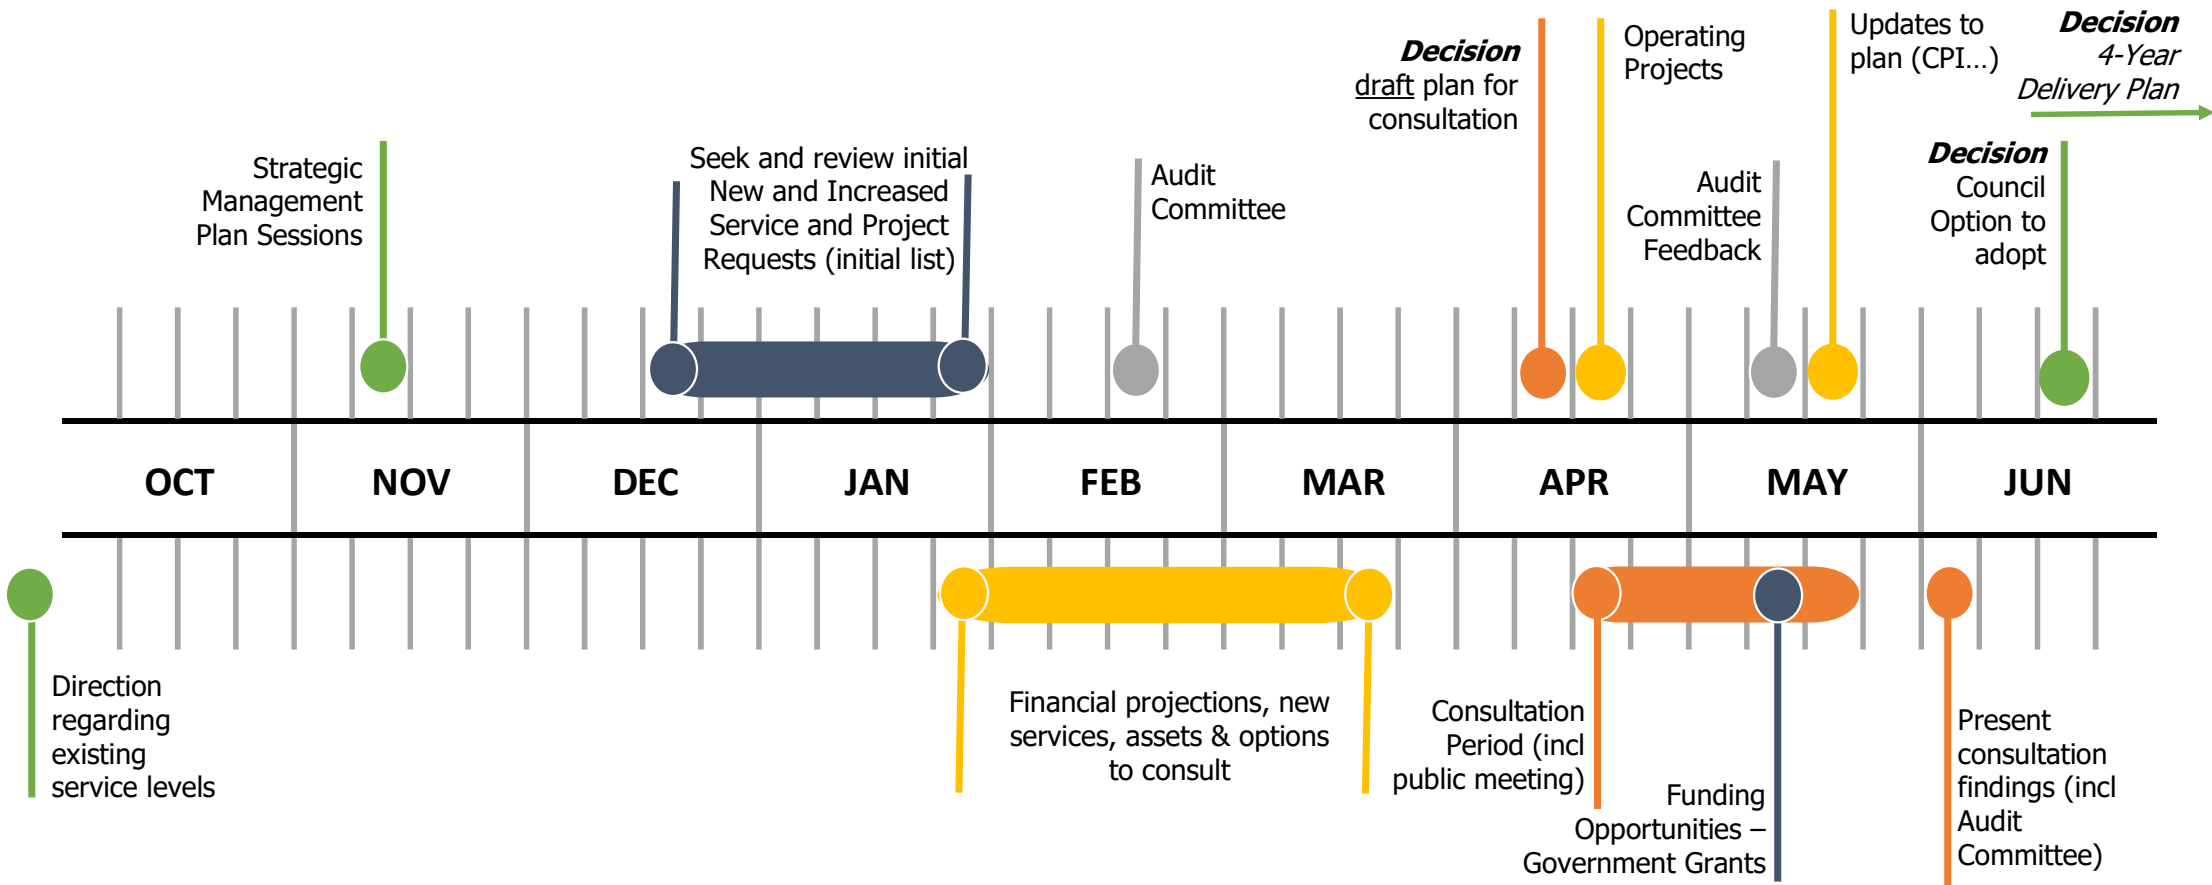 Decision
draft plan for
consultation
Operating
Projects
Updates to
plan (CPI...)
Decision
4-Year
Delivery Plan
Strategic
Management
Plan Sessions
Seek and review initial
New and Increased
Service and Project
Requests (initial list)
Audit
Committee
Audit
Committee
Feedback
Decision
Council
Option to
adopt
OCT
NOV
DEC
JAN
FEB
MAR
APR
MAY
JUN
Direction
regarding
existing
service levels
Financial projections, new
services, assets & options
to consult
Consultation
Period (incl
public meeting)
Funding
Opportunities –
Government Grants
Present
consultation
findings (incl
Audit
Committee)